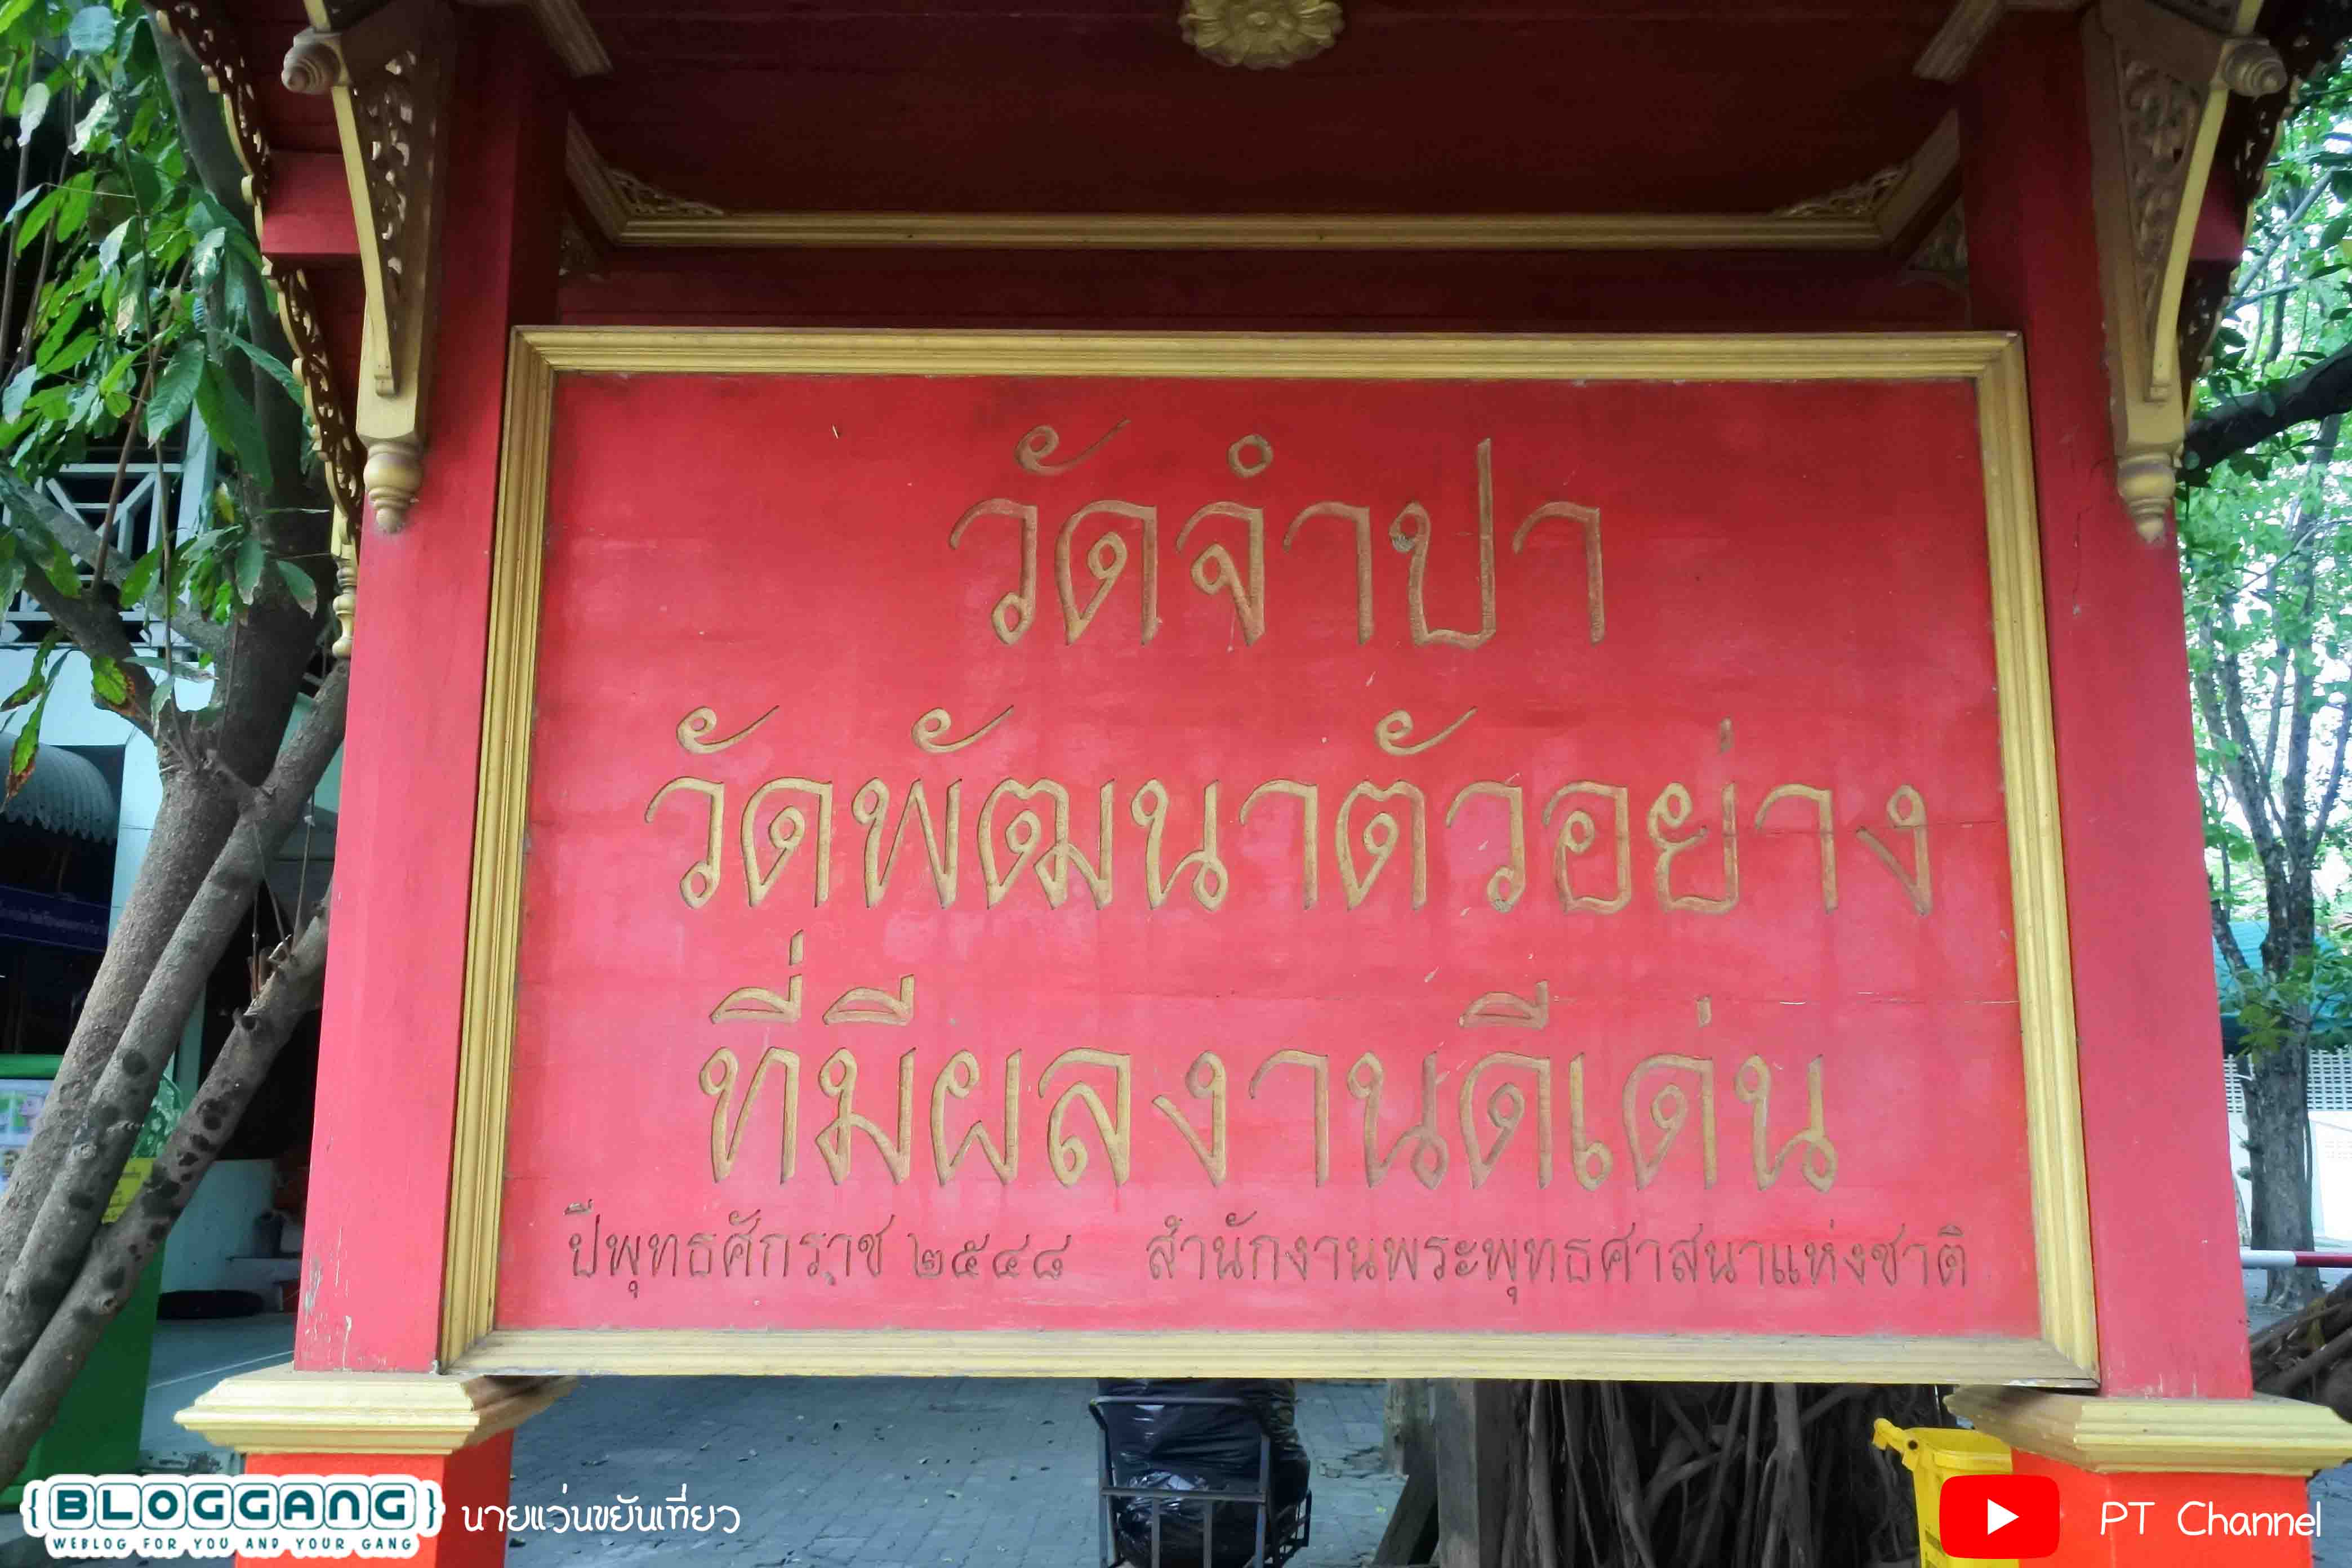 วัดจำปา
วัดพัฒนาตัวอย่าง
ที่มีผลงานดีเด่น
ปีพุทธศักราช ๒๕๔๘ สำนักงานพระพุทธศาสนาแห่งชาติ
{BLOGGANG} นายแว่นขยันเที่ยว
WEBLOG FOR YOU AND YOUR GANG
PT Channel